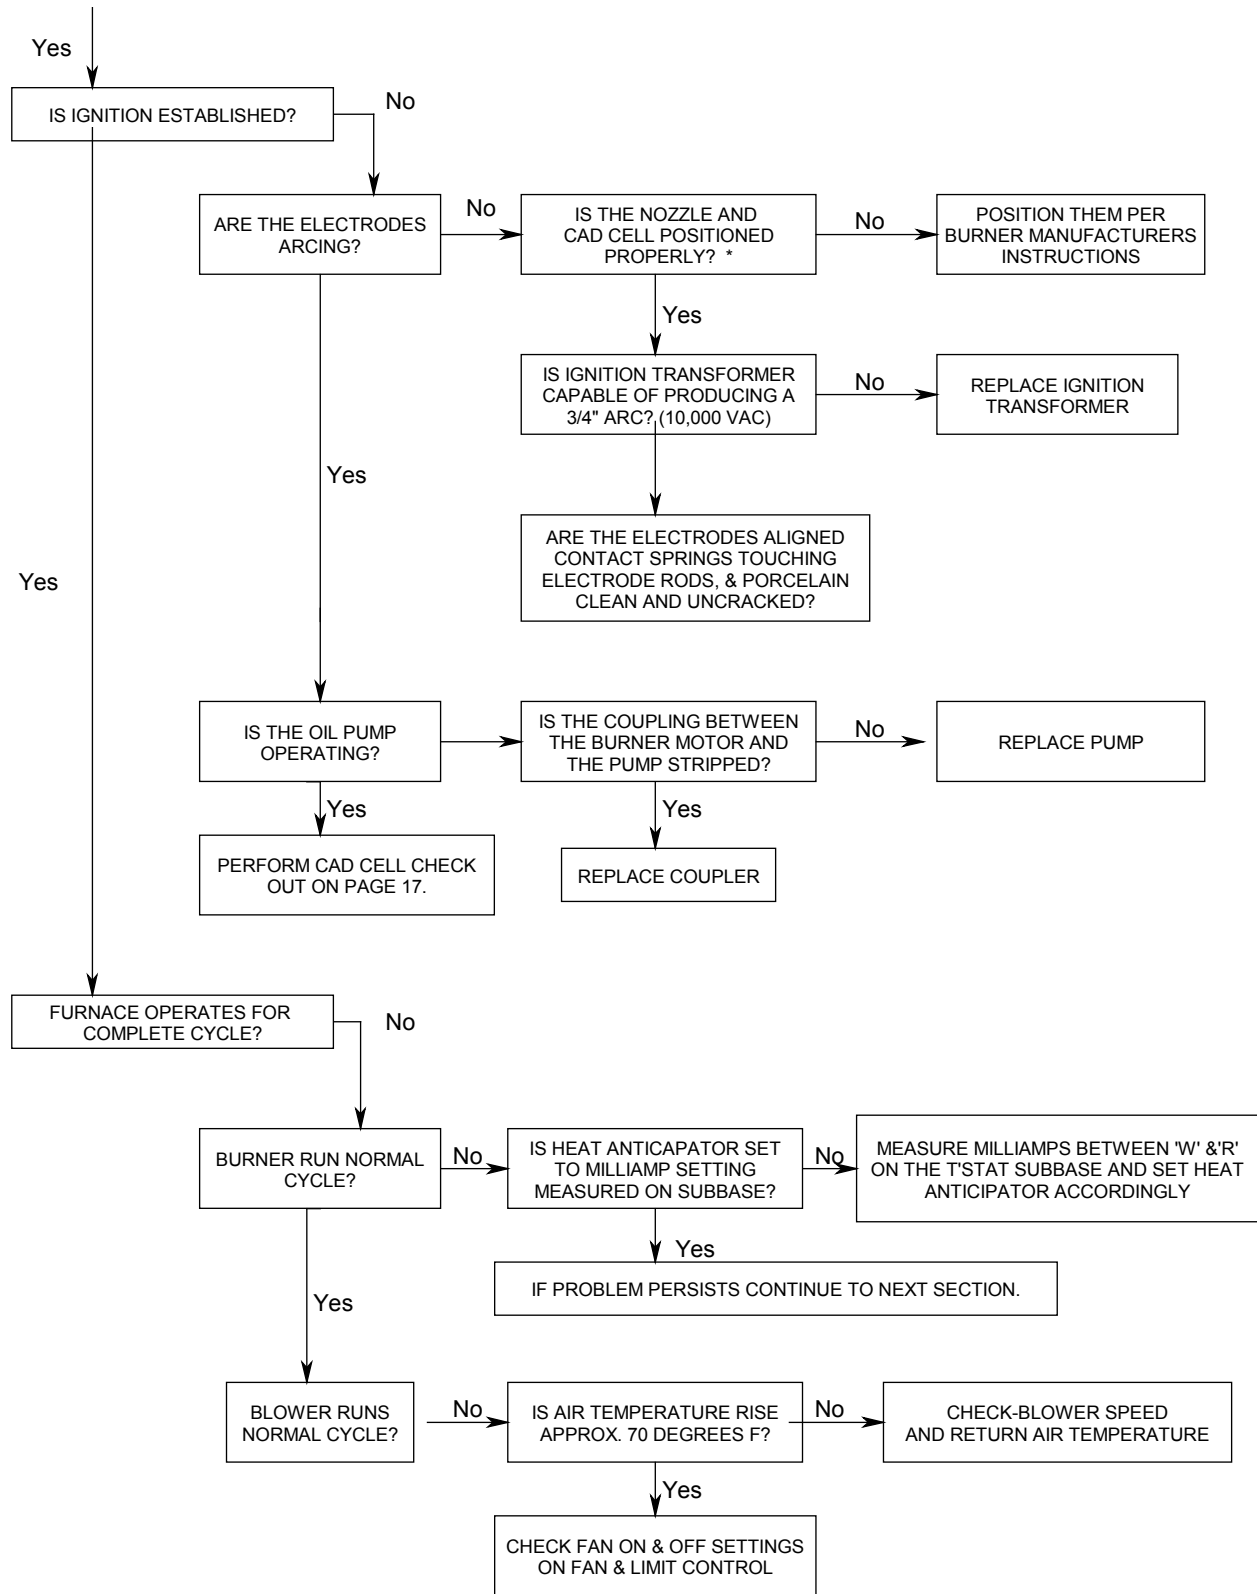 Yes
IS IGNITION ESTABLISHED?
No
ARE THE ELECTRODES
ARCING?
No
IS THE NOZZLE AND
CAD CELL POSITIONED
PROPERLY? *
No
POSITION THEM PER
BURNER MANUFACTURERS
INSTRUCTIONS
Yes
IS IGNITION TRANSFORMER
CAPABLE OF PRODUCING A
3/4" ARC? (10,000 VAC)
No
REPLACE IGNITION
TRANSFORMER
Yes
ARE THE ELECTRODES ALIGNED
CONTACT SPRINGS TOUCHING
ELECTRODE RODS, & PORCELAIN
CLEAN AND UNCRACKED?
Yes
IS THE OIL PUMP
OPERATING?
IS THE COUPLING BETWEEN
THE BURNER MOTOR AND
THE PUMP STRIPPED?
No
REPLACE PUMP
Yes
Yes
PERFORM CAD CELL CHECK
OUT ON PAGE 17.
REPLACE COUPLER
FURNACE OPERATES FOR
COMPLETE CYCLE?
No
BURNER RUN NORMAL
CYCLE?
No
IS HEAT ANTICAPATOR SET
TO MILLIAMP SETTING
MEASURED ON SUBBASE?
No
MEASURE MILLIAMPS BETWEEN 'W' &'R'
ON THE T'STAT SUBBASE AND SET HEAT
ANTICIPATOR ACCORDINGLY
Yes
IF PROBLEM PERSISTS CONTINUE TO NEXT SECTION.
Yes
BLOWER RUNS
NORMAL CYCLE?
No
IS AIR TEMPERATURE RISE
APPROX. 70 DEGREES F?
No
CHECK-BLOWER SPEED
AND RETURN AIR TEMPERATURE
Yes
CHECK FAN ON & OFF SETTINGS
ON FAN & LIMIT CONTROL